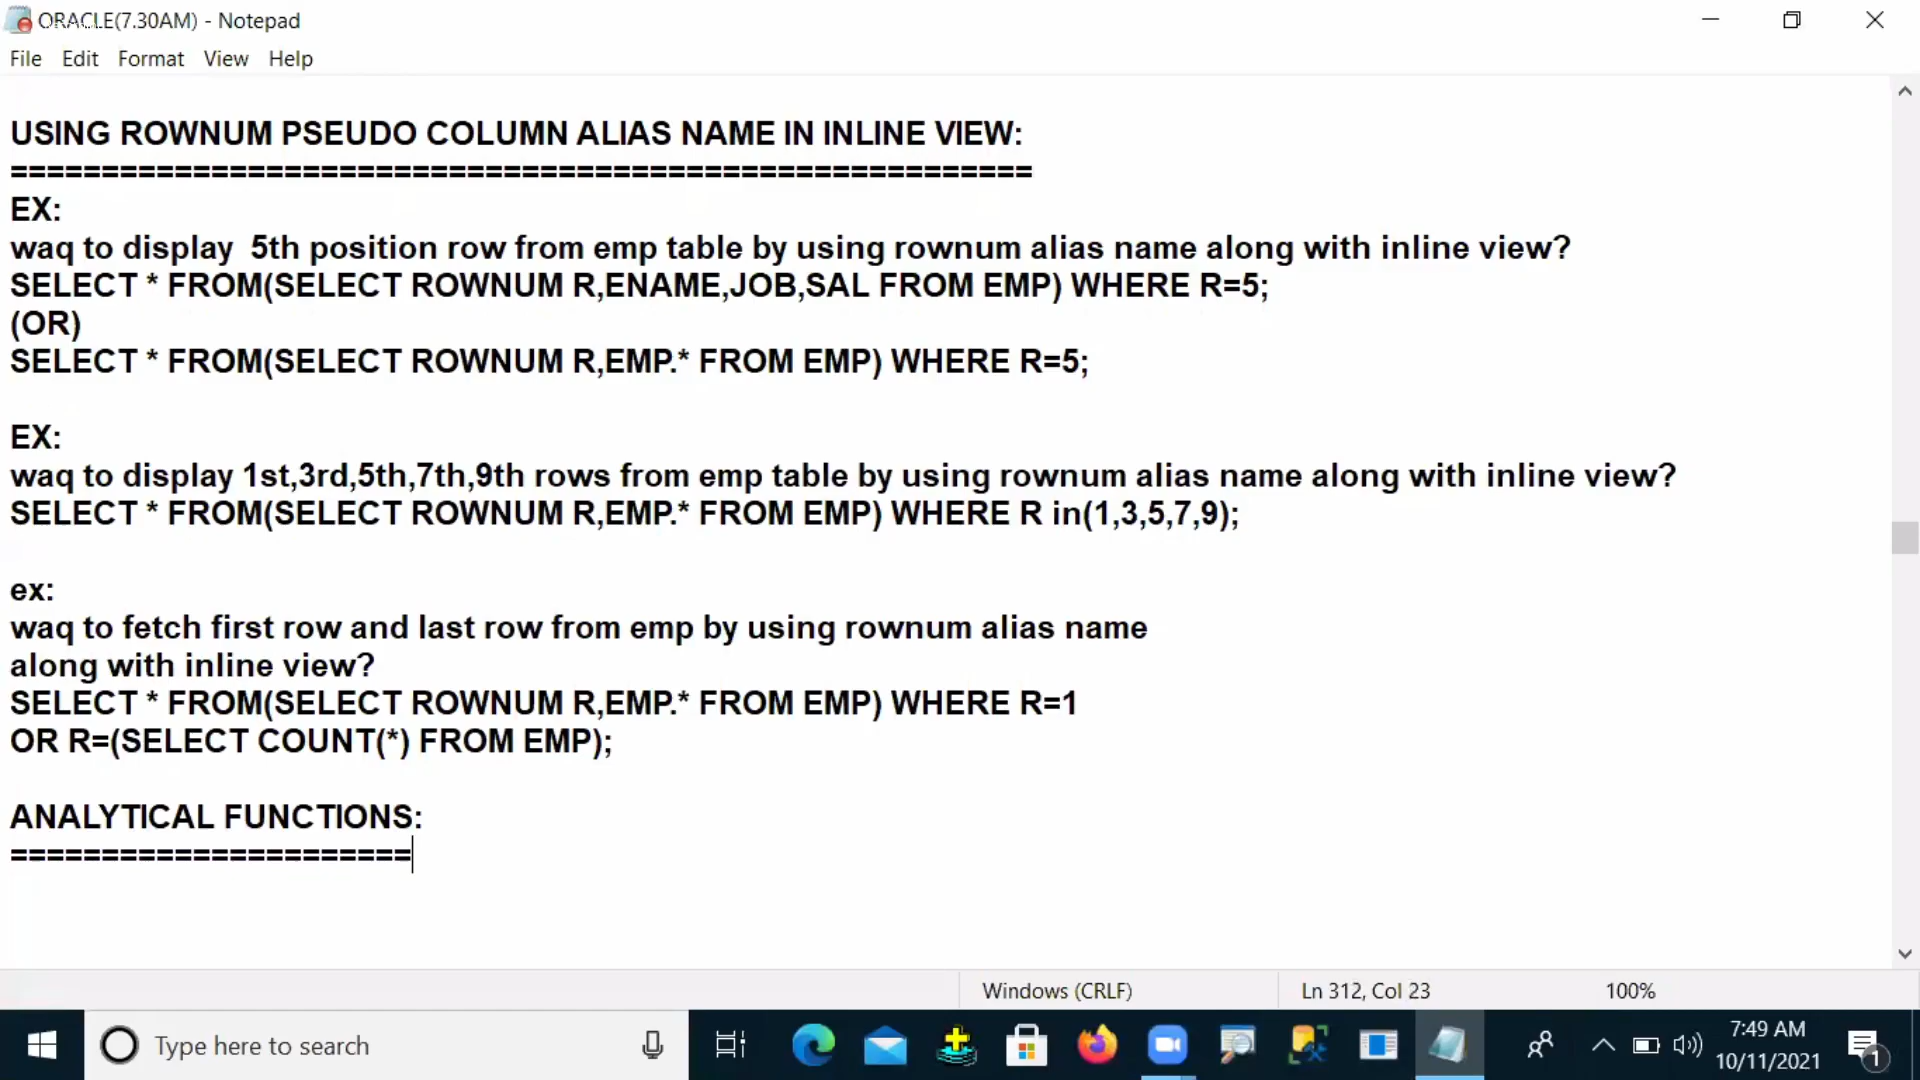 ORACLE(7.30AM) - Notepad
File Edit Format View Help
USING ROWNUM PSEUDO COLUMN ALIAS NAME IN INLINE VIEW:
========================================================
EX:
waq to display  5th position row from emp table by using rownum alias name along with inline view?
SELECT * FROM(SELECT ROWNUM R,ENAME,JOB,SAL FROM EMP) WHERE R=5;
(OR)
SELECT * FROM(SELECT ROWNUM R,EMP.* FROM EMP) WHERE R=5;
EX:
waq to display 1st,3rd,5th,7th,9th rows from emp table by using rownum alias name along with inline view?
SELECT * FROM(SELECT ROWNUM R,EMP.* FROM EMP) WHERE R in(1,3,5,7,9);
ex:
waq to fetch first row and last row from emp by using rownum alias name
along with inline view?
SELECT * FROM(SELECT ROWNUM R,EMP.* FROM EMP) WHERE R=1
OR R=(SELECT COUNT(*) FROM EMP);
ANALYTICAL FUNCTIONS:
======================
Windows (CRLF) Ln 312, Col 23 100%
Type here to search
7:49 AM
10/11/2021
1